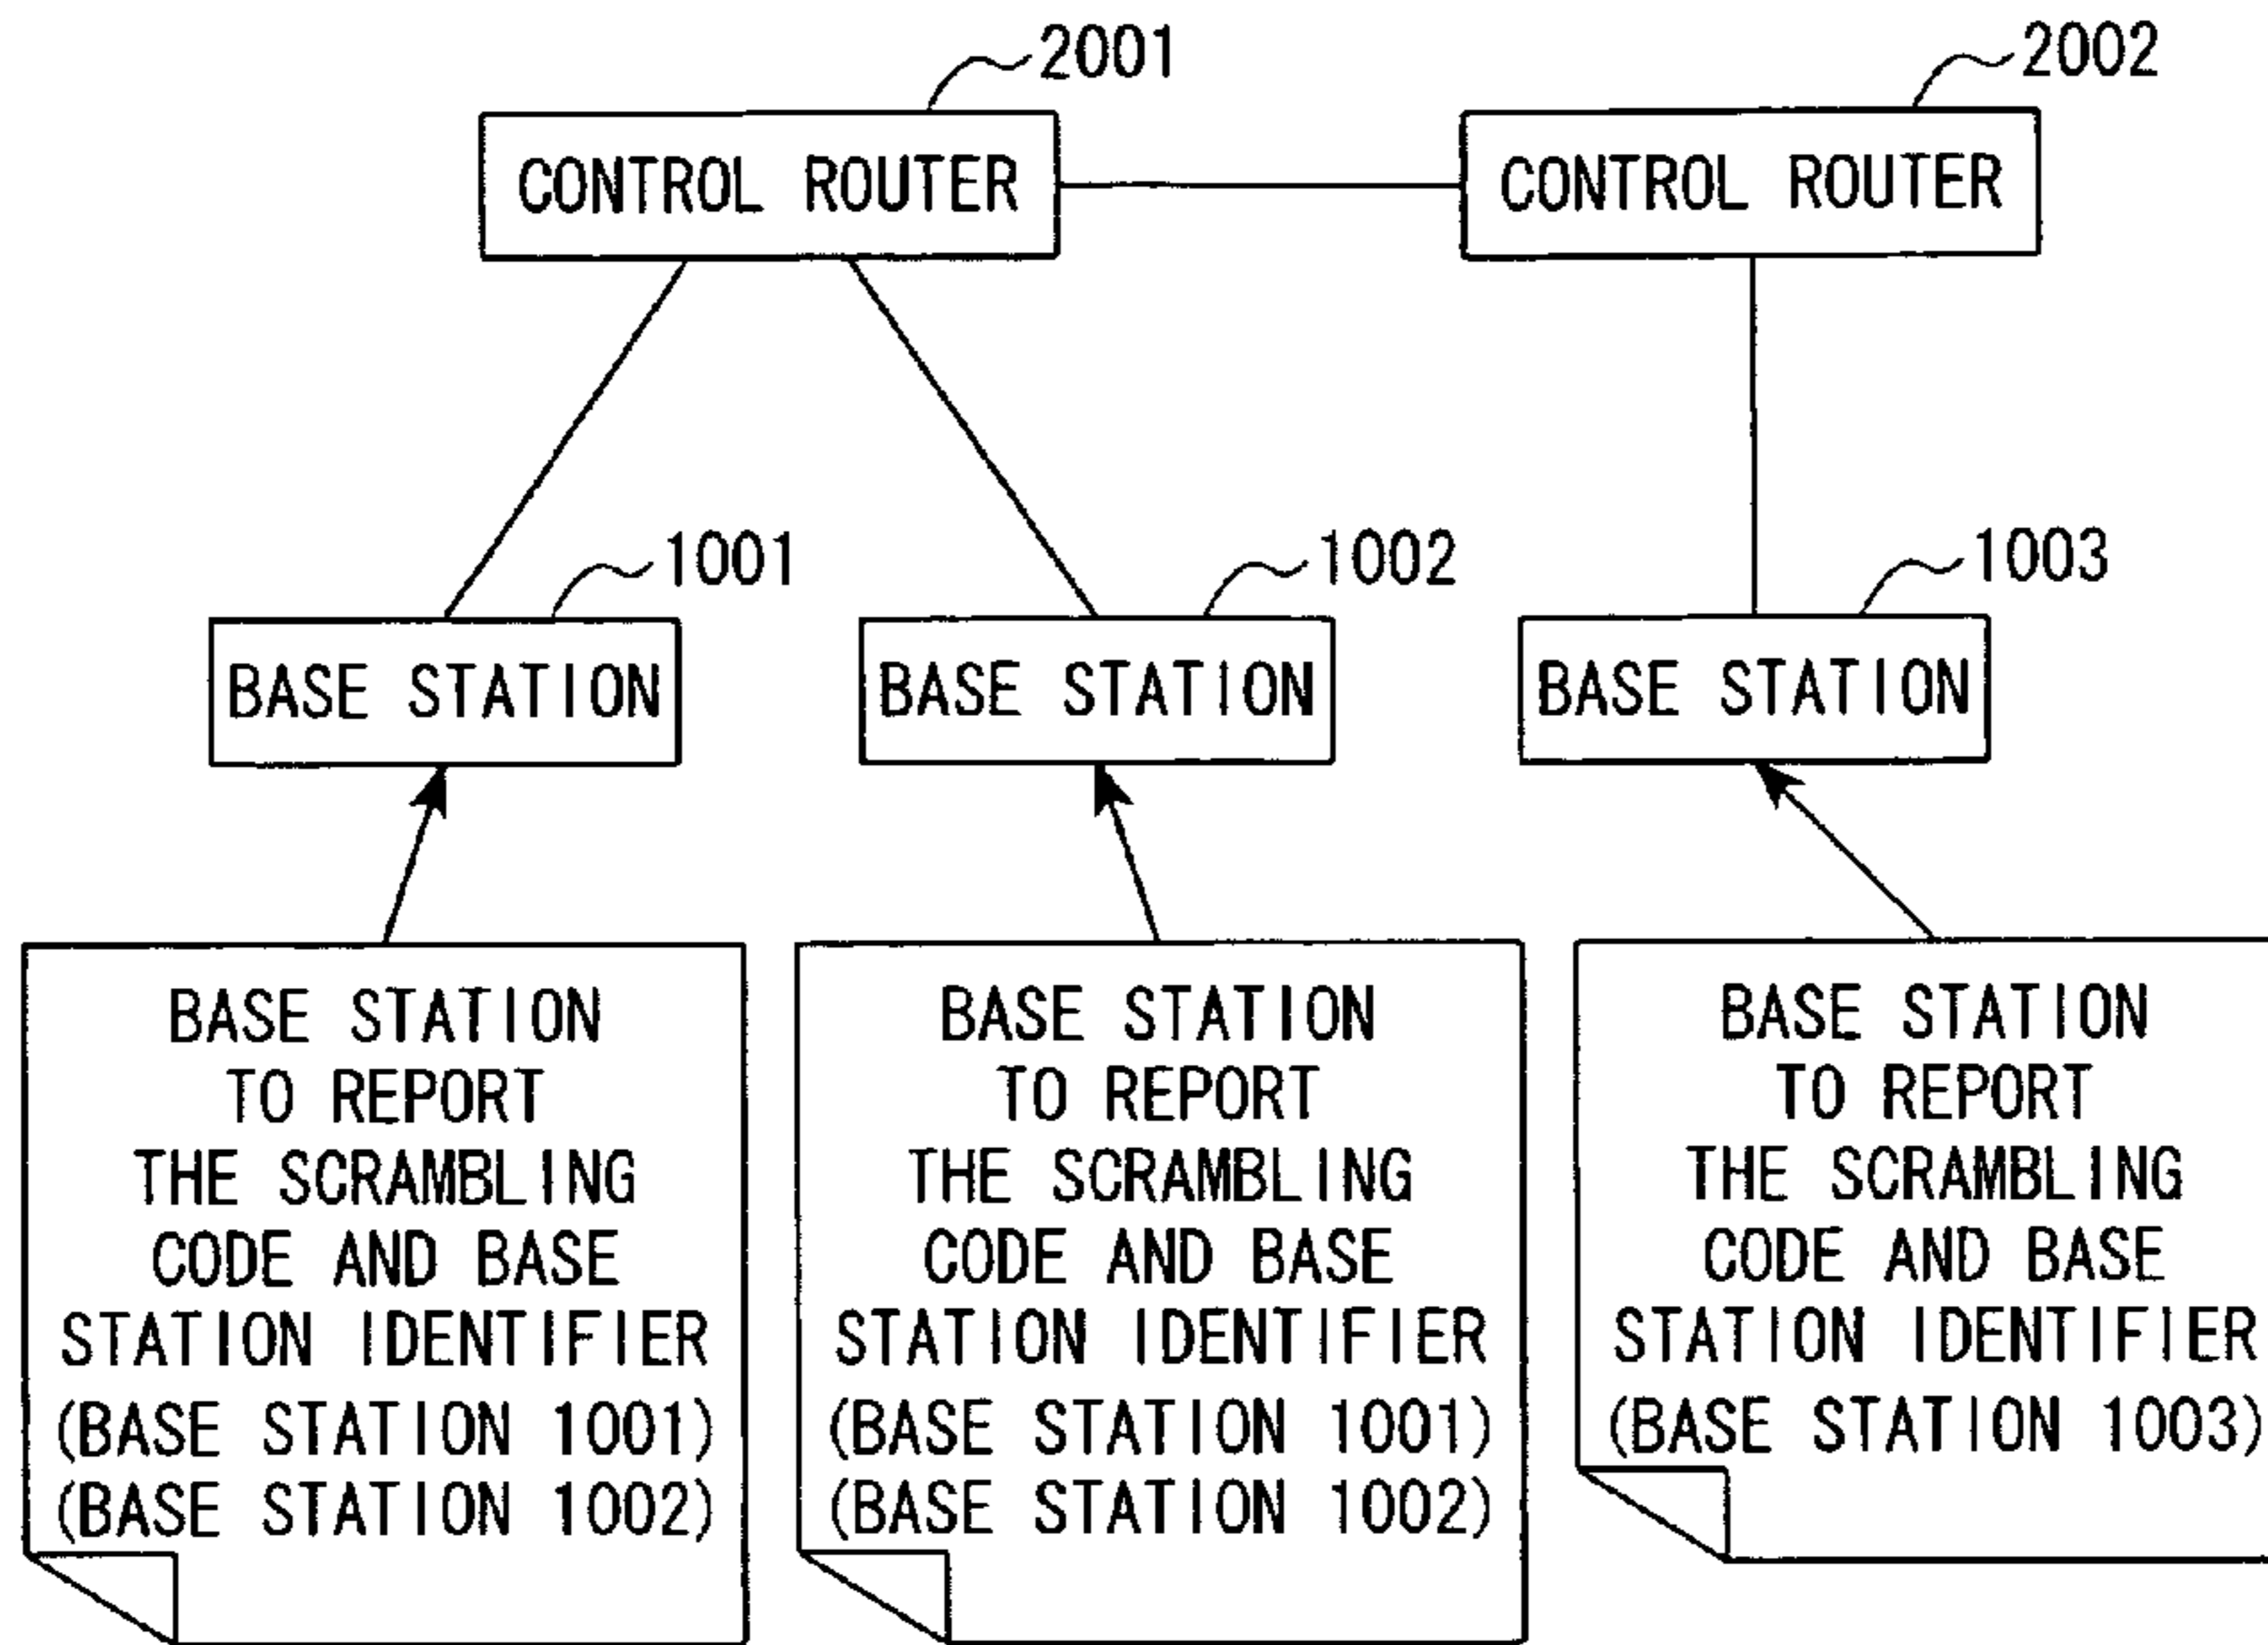 2001
2002
CONTROL ROUTER
CONTROL ROUTER
1001
1002
1003
BASE STATION
BASE STATION
BASE STATION
BASE STATION
TO REPORT
THE SCRAMBLING
CODE AND BASE
STATION IDENTIFIER
(BASE STATION 1001)
(BASE STATION 1002)
BASE STATION
TO REPORT
THE SCRAMBLING
CODE AND BASE
STATION IDENTIFIER
(BASE STATION 1001)
(BASE STATION 1002)
BASE STATION
TO REPORT
THE SCRAMBLING
CODE AND BASE
STATION IDENTIFIER
(BASE STATION 1003)